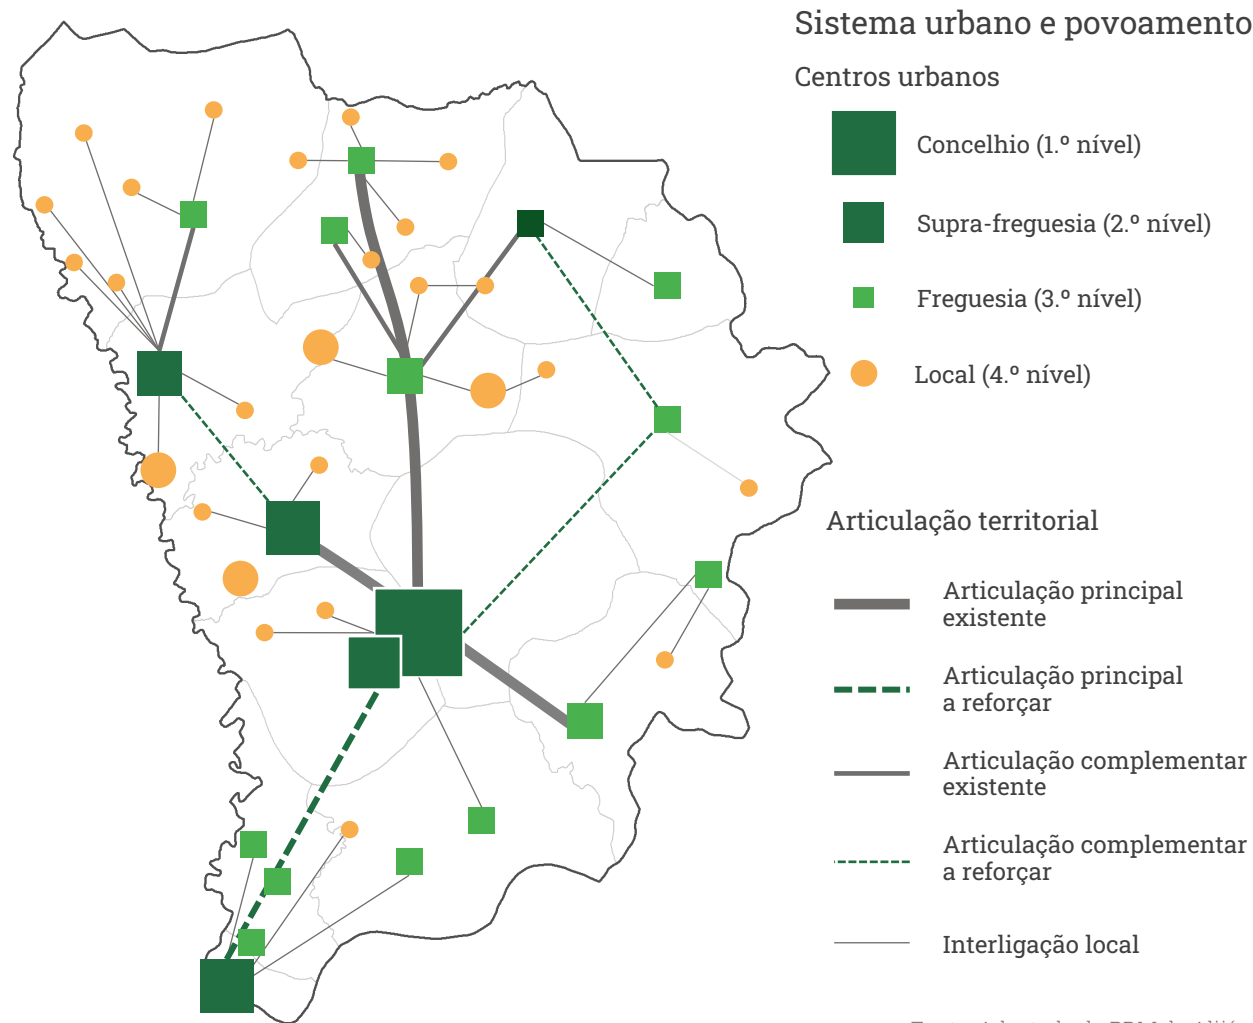 Sistema urbano e povoamento
Centros urbanos
Concelhio (1.º nível)
Supra-freguesia (2.º nível)
Freguesia (3.º nível)
Local (4.º nível)
Articulação territorial
Articulação principal
existente
Articulação principal
a reforçar
Articulação complementar
existente
Articulação complementar
a reforçar
Interligação local